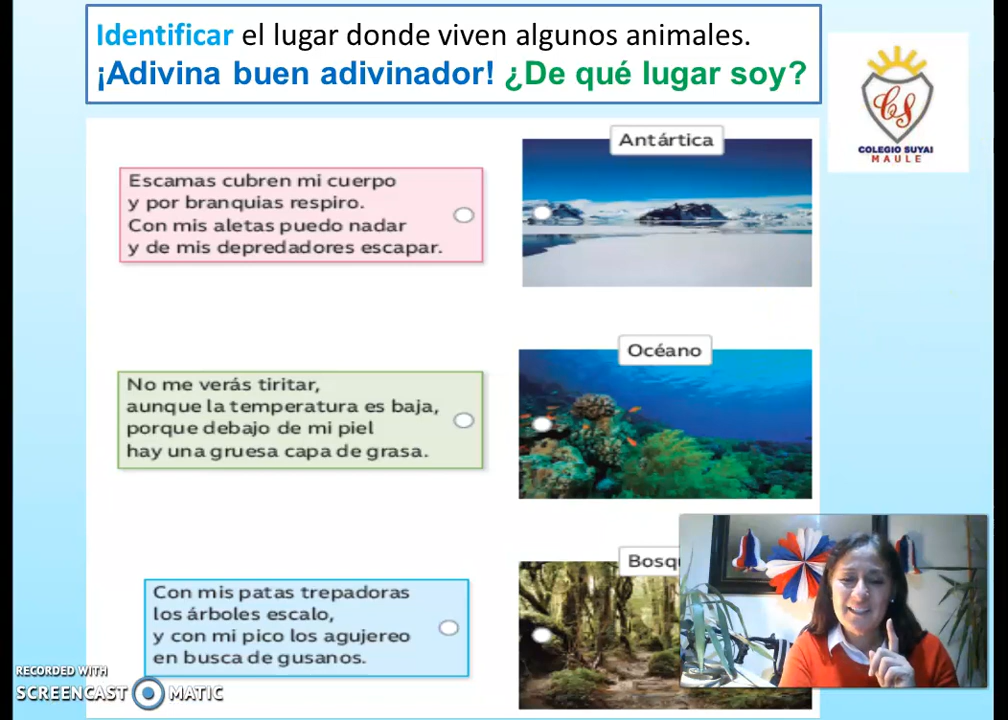 Identificar el lugar donde viven algunos animales.
¡Adivina buen adivinador! ¿De qué lugar soy?
COLEGIO SUYAI
MAULE
Escamas cubren mi cuerpo
y por branquias respiro.
Con mis aletas puedo nadar
y de mis depredadores escapar.
Antártica
No me verás tiritar,
aunque la temperatura es baja,
porque debajo de mi piel
hay una gruesa capa de grasa.
Océano
Con mis patas trepadoras
los árboles escalo,
y con mi pico los agujereo
en busca de gusanos.
Bosq
RECORDED WITH
SCREENCAST MATIC